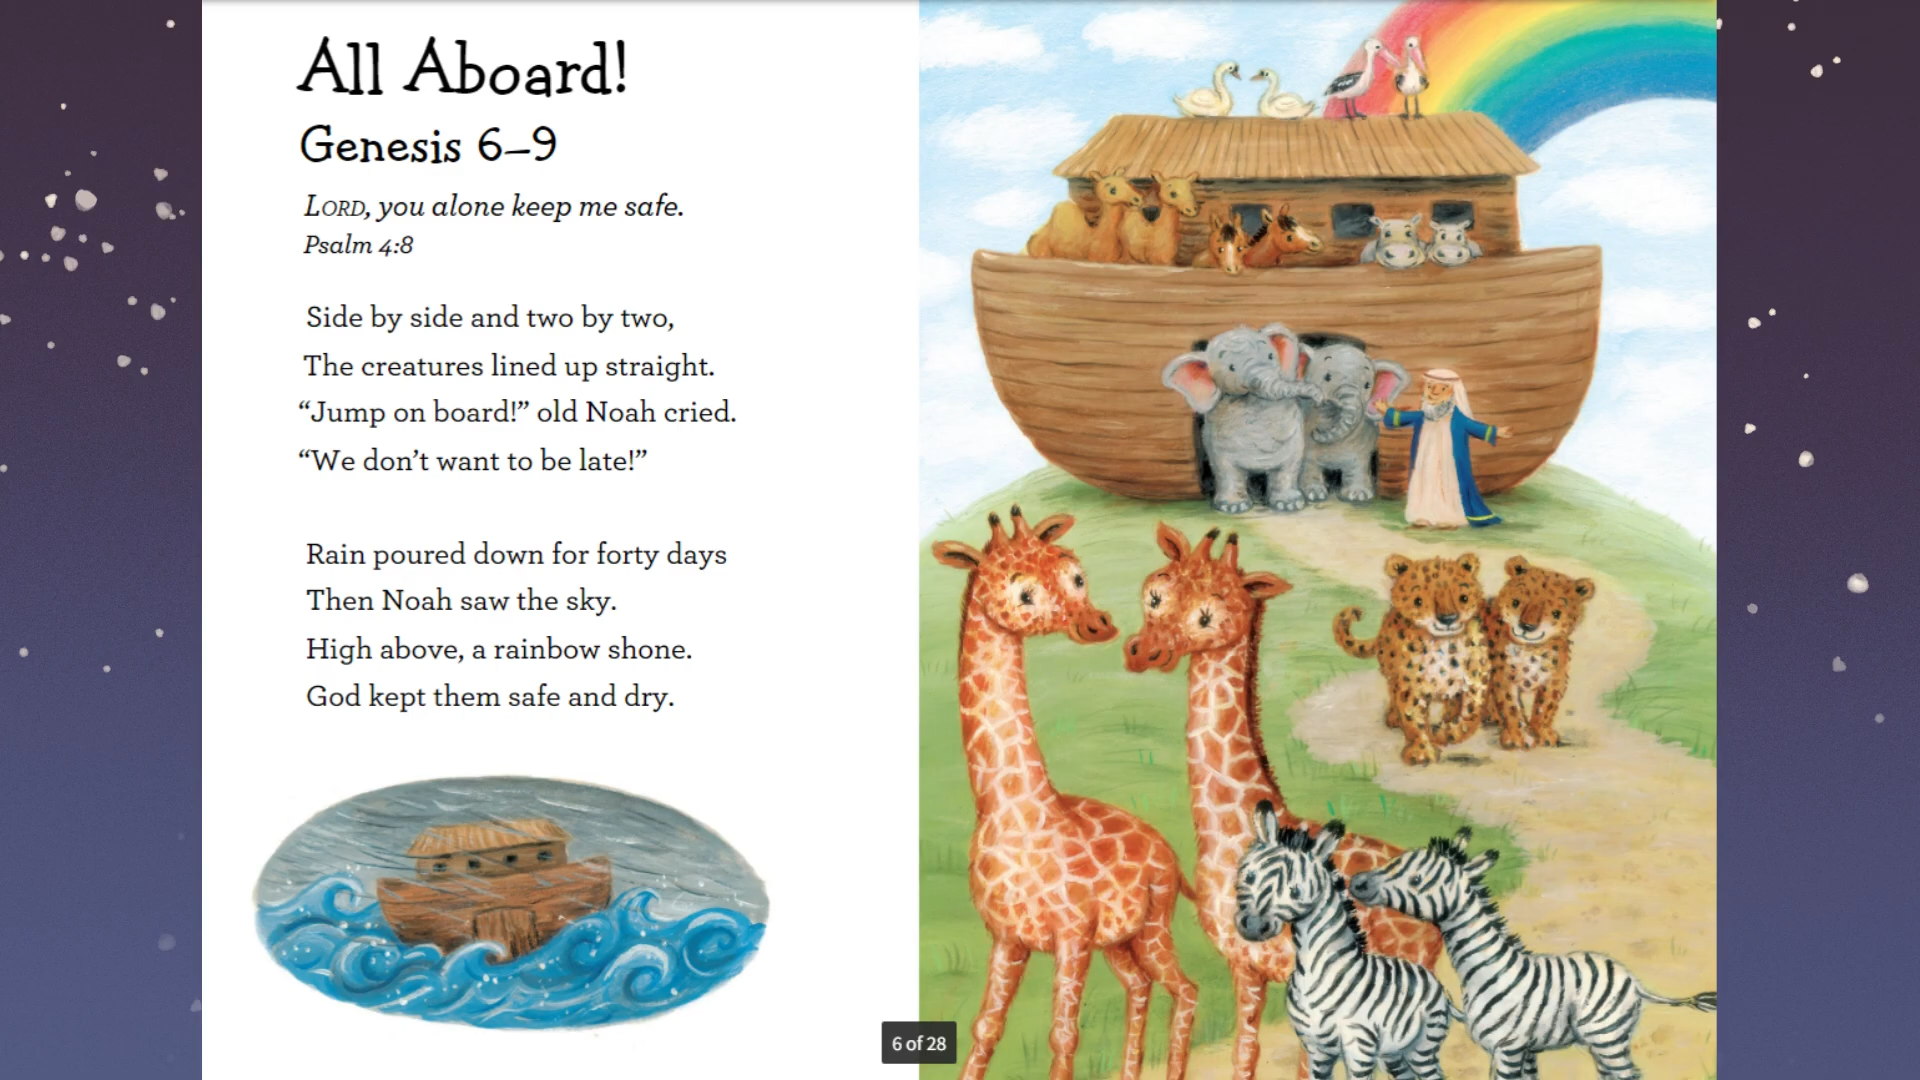 All Aboard!
Genesis 6–9
LORD, you alone keep me safe.
Psalm 4:8
Side by side and two by two,
The creatures lined up straight.
“Jump on board!” old Noah cried.
“We don’t want to be late!”
Rain poured down for forty days
Then Noah saw the sky.
High above, a rainbow shone.
God kept them safe and dry.
6 of 28